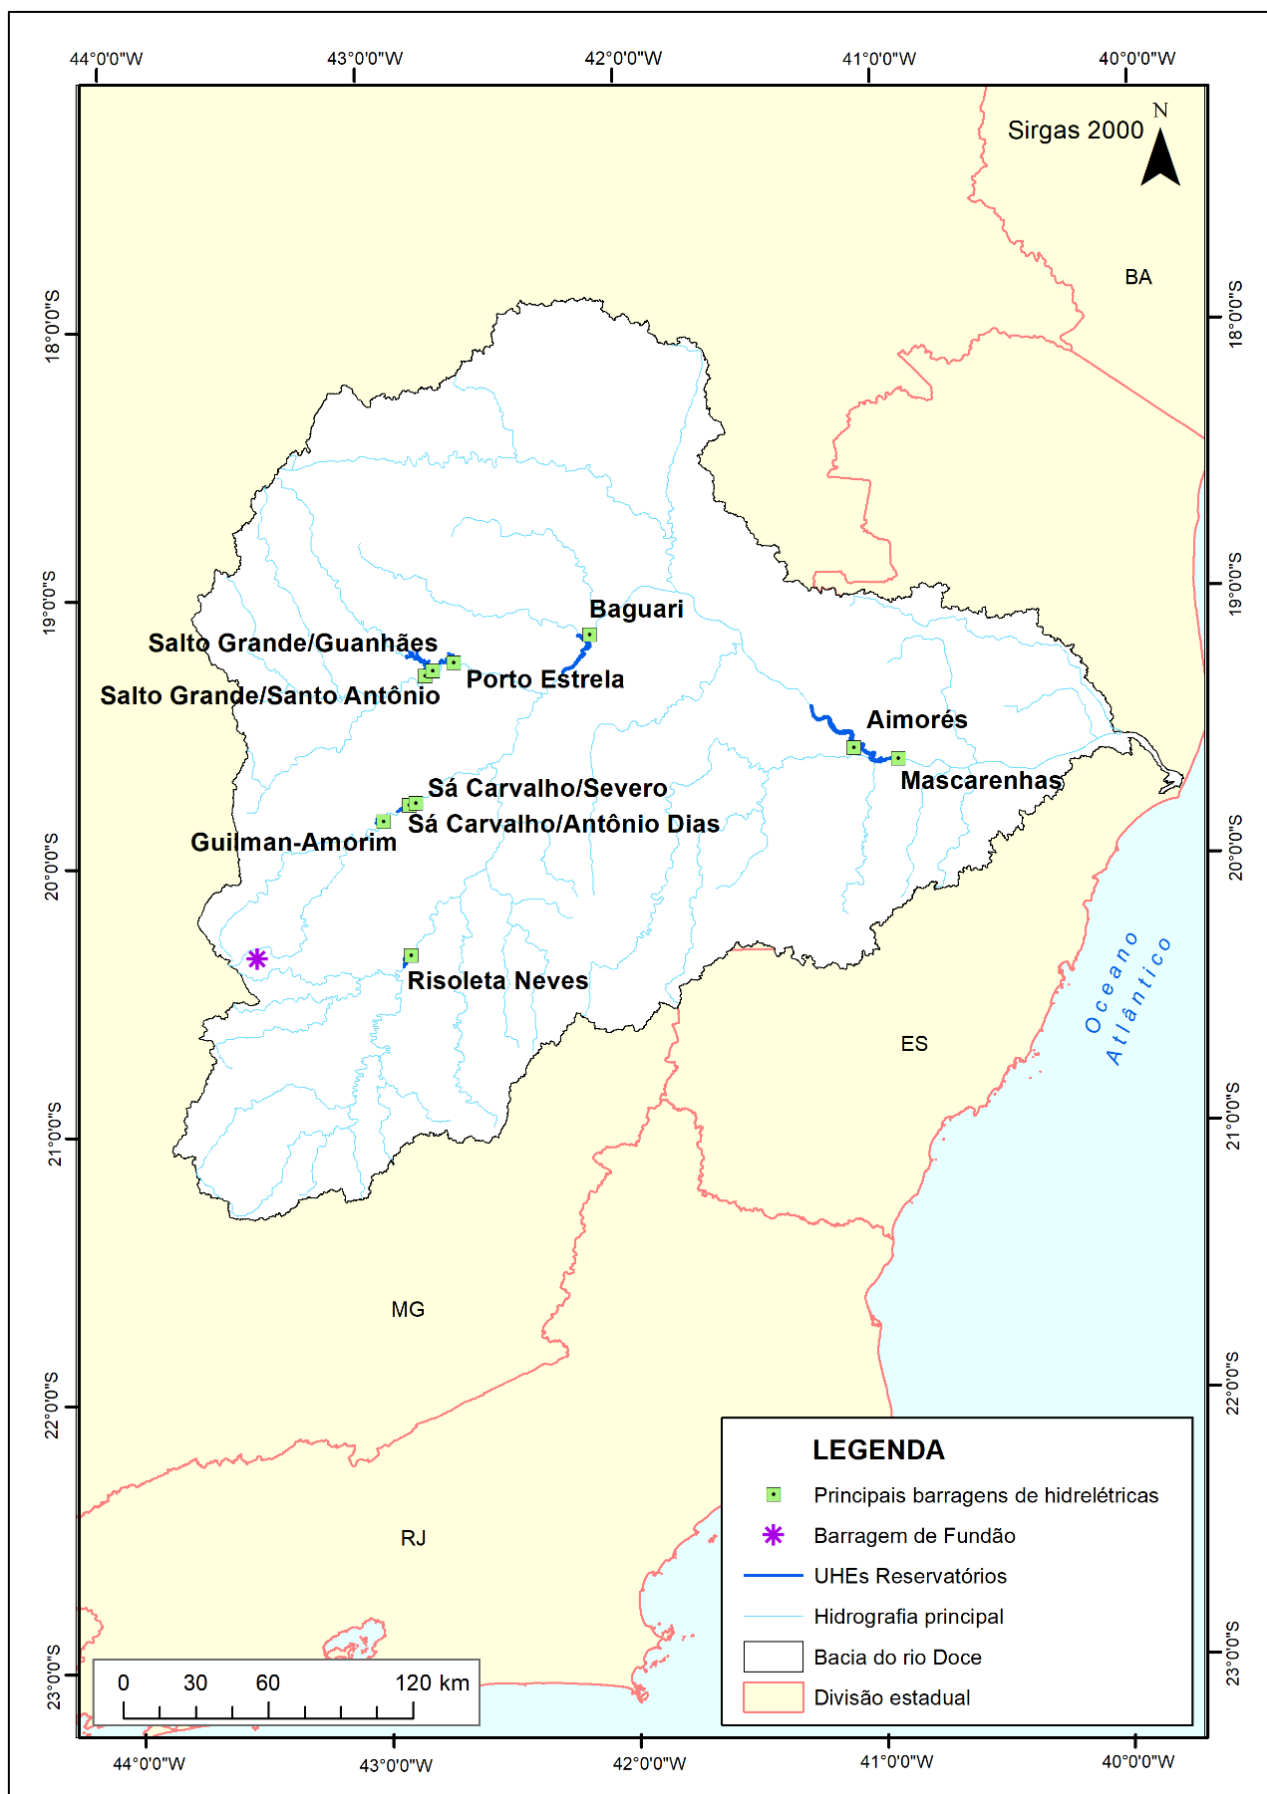 44°0'0"W 43°0'0"W 42°0'0"W 41°0'0"W 40°0'0"W
N
Sirgas 2000
BA
18°0'0"S
18°0'0"S
19°0'0"S
19°0'0"S
Baguari
Salto Grande/Guanhães
Porto Estrela
Salto Grande/Santo Antônio
Aimorés
Mascarenhas
Sá Carvalho/Severo
Sá Carvalho/Antônio Dias
Guilman-Amorim
20°0'0"S
20°0'0"S
Risoleta Neves
Oceano
Atlântico
ES
21°0'0"S
21°0'0"S
MG
22°0'0"S
22°0'0"S
RJ
LEGENDA
Principais barragens de hidrelétricas
Barragem de Fundão
UHEs Reservatórios
Hidrografia principal
Bacia do rio Doce
Divisão estadual
23°0'0"S
23°0'0"S
0 30 60 120 km
44°0'0"W 43°0'0"W 42°0'0"W 41°0'0"W 40°0'0"W